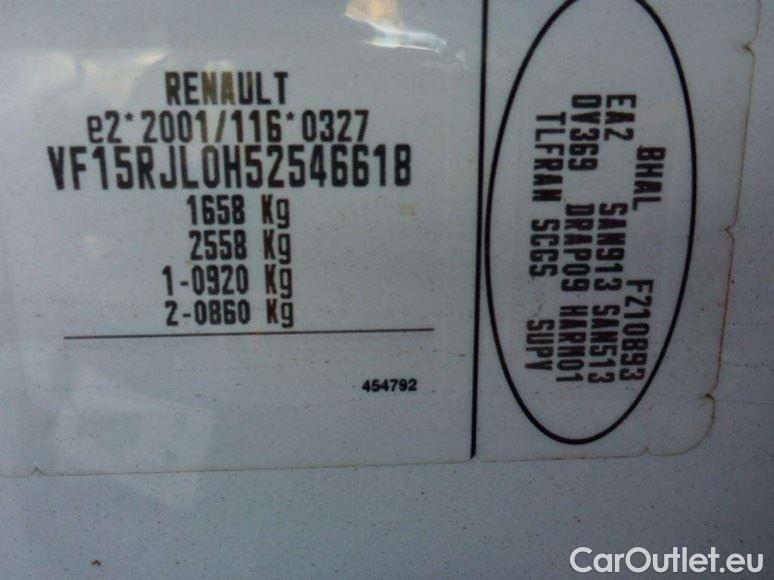 RENAULT
e2*2001/116*0327
VF15RJL0H52546618
1658 Kg
2558 Kg
1-0920 Kg
2-0860 Kg
454792
BHAL F210893
EA2 SAN913 SAN513
DV369 DRAP09 HARM01
TLFRAN SCGS SUPV
CarOutlet.eu